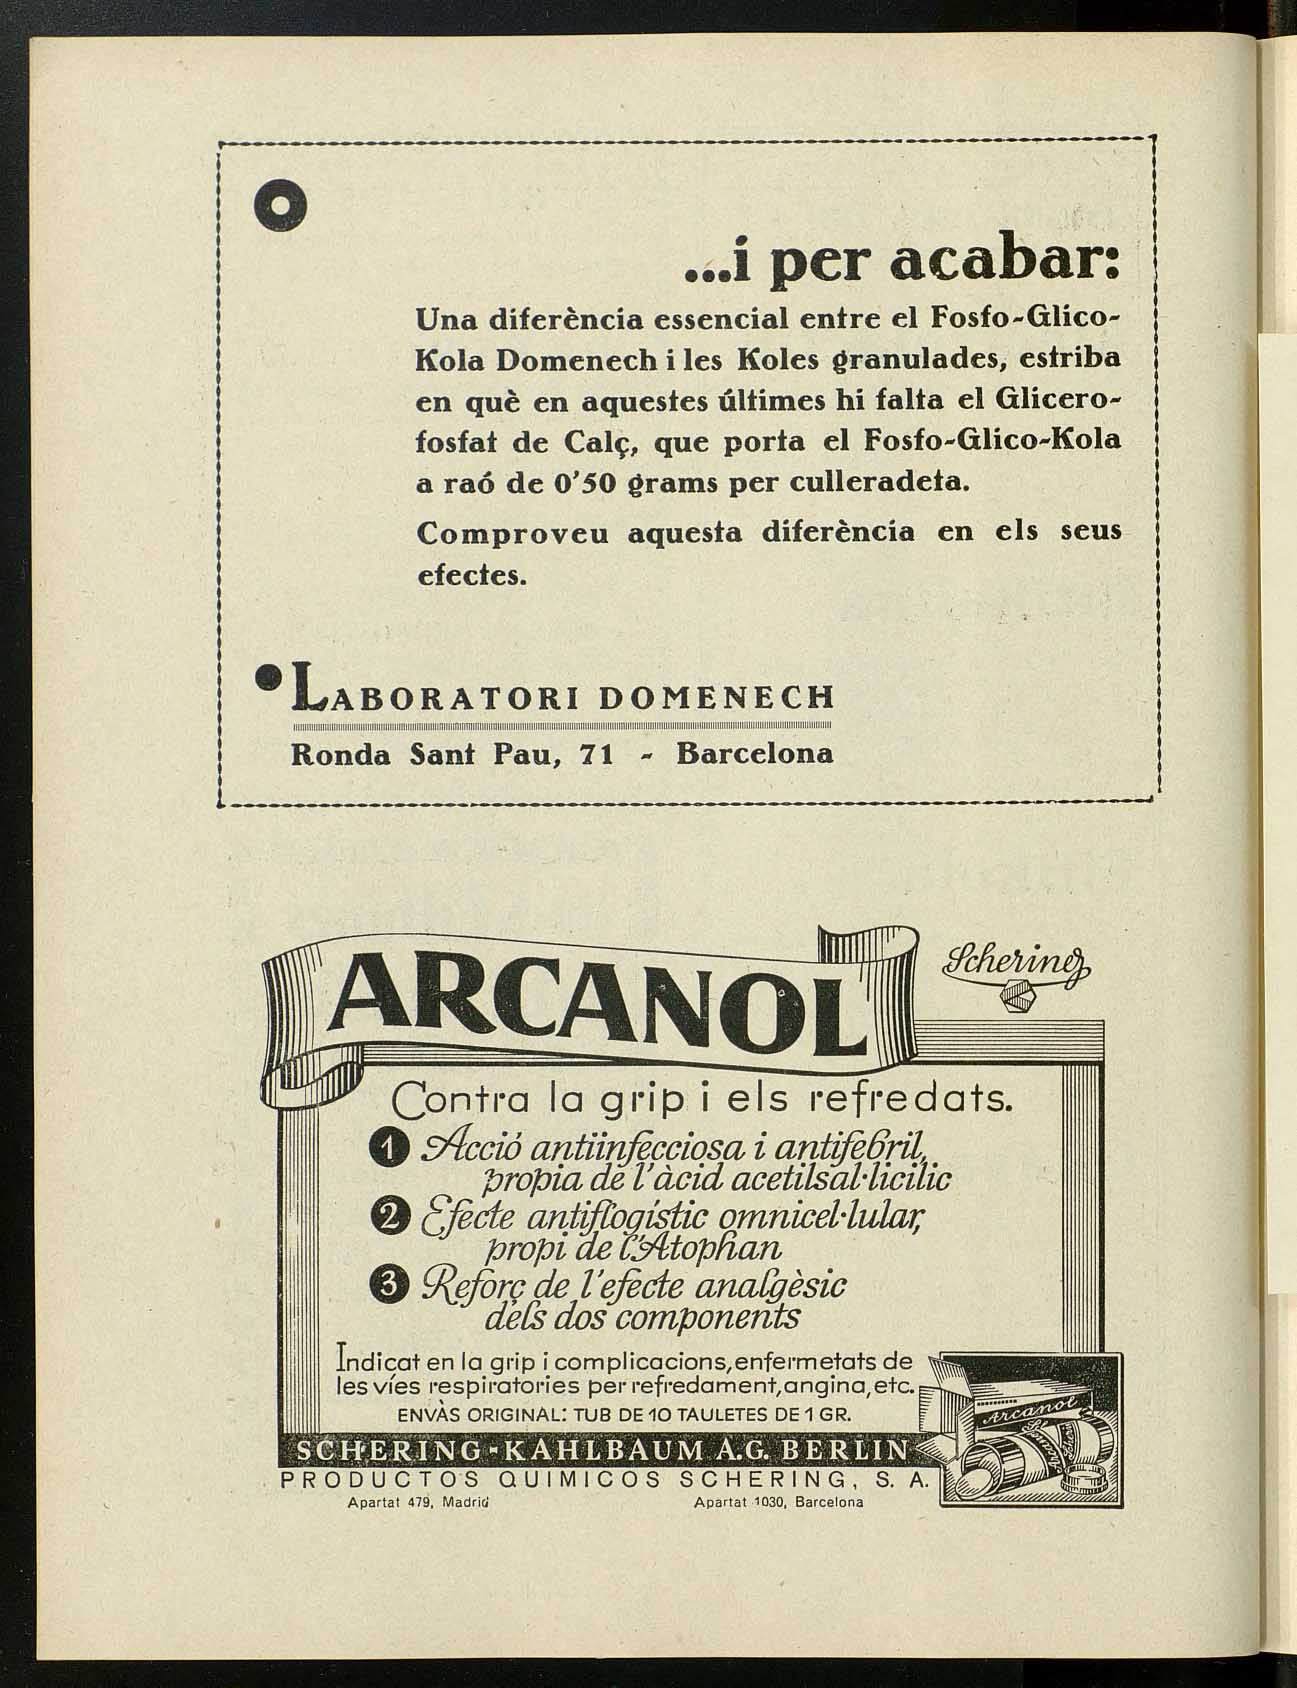 ...i per acabar:
Una diferència essencial entre el Fosfo-Glico-
Kola Domenech i les Koles granulades, estriba
en què en aquestes últimes hi falta el Glicero-
fosfat de Calç, que porta el Fosfo-Glico-Kola
a raó de 0'50 grams per culleradeta.
Comproveu aquesta diferència en els seus
efectes.
LABORATORI DOMENECH
Ronda Sant Pau, 71 - Barcelona
ARCANOL
Schering
Contra la grip i els refredats.
1 Acció antiinfecciosa i antifebril,
propia de l'àcid acetilsal·licilic
2 Efecte antiflogístic omnicel·lular,
propi de l'Atophan
3 Reforç de l'efecte analgèsic
dels dos components
Indicat en la grip i complicacions, enfermetats de
les víes respiratories per refredament, angina, etc.
ENVÀS ORIGINAL: TUB DE 10 TAULETES DE 1 GR.
Arcanol
SCHERING-KAHLBAUM A.G. BERLIN
PRODUCTOS QUIMICOS SCHERING, S. A.
Apartat 479, Madrid Apartat 1030, Barcelona